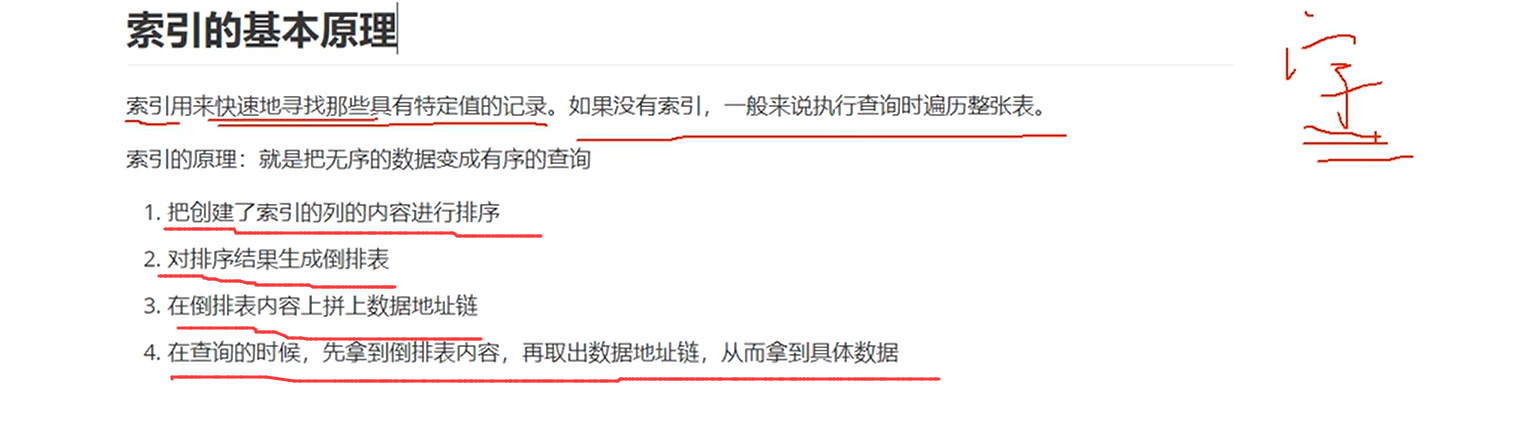 索引的基本原理
索引用来快速地寻找那些具有特定值的记录。如果没有索引，一般来说执行查询时遍历整张表。
索引的原理：就是把无序的数据变成有序的查询
1. 把创建了索引的列的内容进行排序
2. 对排序结果生成倒排表
3. 在倒排表内容上拼上数据地址链
4. 在查询的时候，先拿到倒排表内容，再取出数据地址链，从而拿到具体数据
字